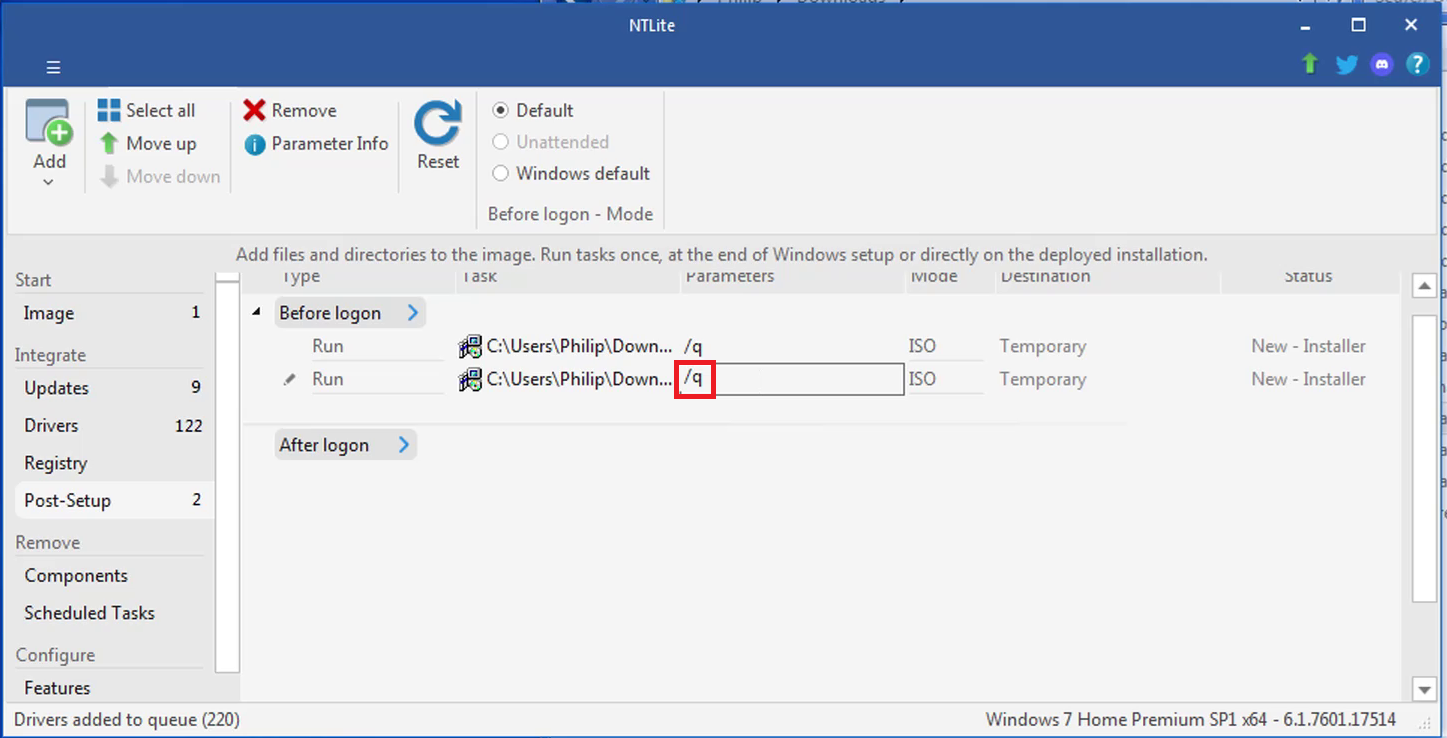 NTLite
Add
Select all
Move up
Move down
Remove
Parameter Info
Reset
Default
Unattended
Windows default
Before logon - Mode
Add files and directories to the image. Run tasks once, at the end of Windows setup or directly on the deployed installation.
Start
Image 1
Integrate
Updates 9
Drivers 122
Registry
Post-Setup 2
Remove
Components
Scheduled Tasks
Configure
Features
Type Task Parameters Mode Destination Status
Before logon
Run C:\Users\Philip\Down... /q ISO Temporary New - Installer
Run C:\Users\Philip\Down... /q ISO Temporary New - Installer
After logon
Drivers added to queue (220)
Windows 7 Home Premium SP1 x64 - 6.1.7601.17514